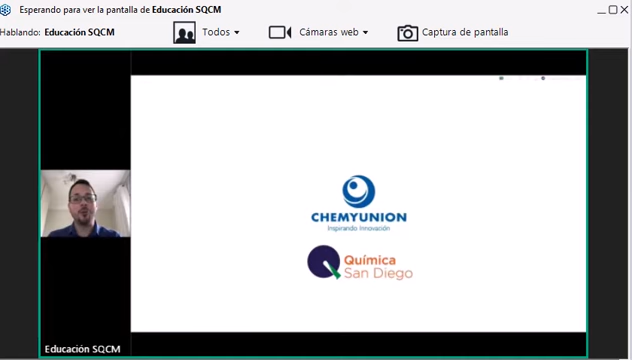 Esperando para ver la pantalla de Educación SQCM
Hablando: Educación SQCM
Todos
Cámaras web
Captura de pantalla
CHEMYUNION
Inspirando innovación
Química
San Diego
Educación SQCM